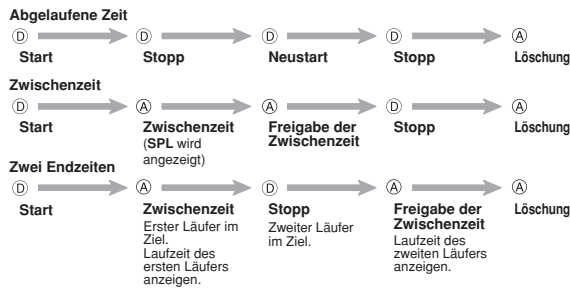 Abgelaufene Zeit
D D D D A
Start Stopp Neustart Stopp Löschung
Zwischenzeit
D A A D A
Start Zwischenzeit Freigabe der Stopp Löschung
(SPL wird Zwischenzeit
angezeigt)
Zwei Endzeiten
D A D A A
Start Zwischenzeit Stopp Freigabe der Löschung
Erster Läufer im Zweiter Läufer Zwischenzeit
Ziel. im Ziel. Laufzeit des
Laufzeit des zweiten Läufers
ersten Läufers anzeigen.
anzeigen.